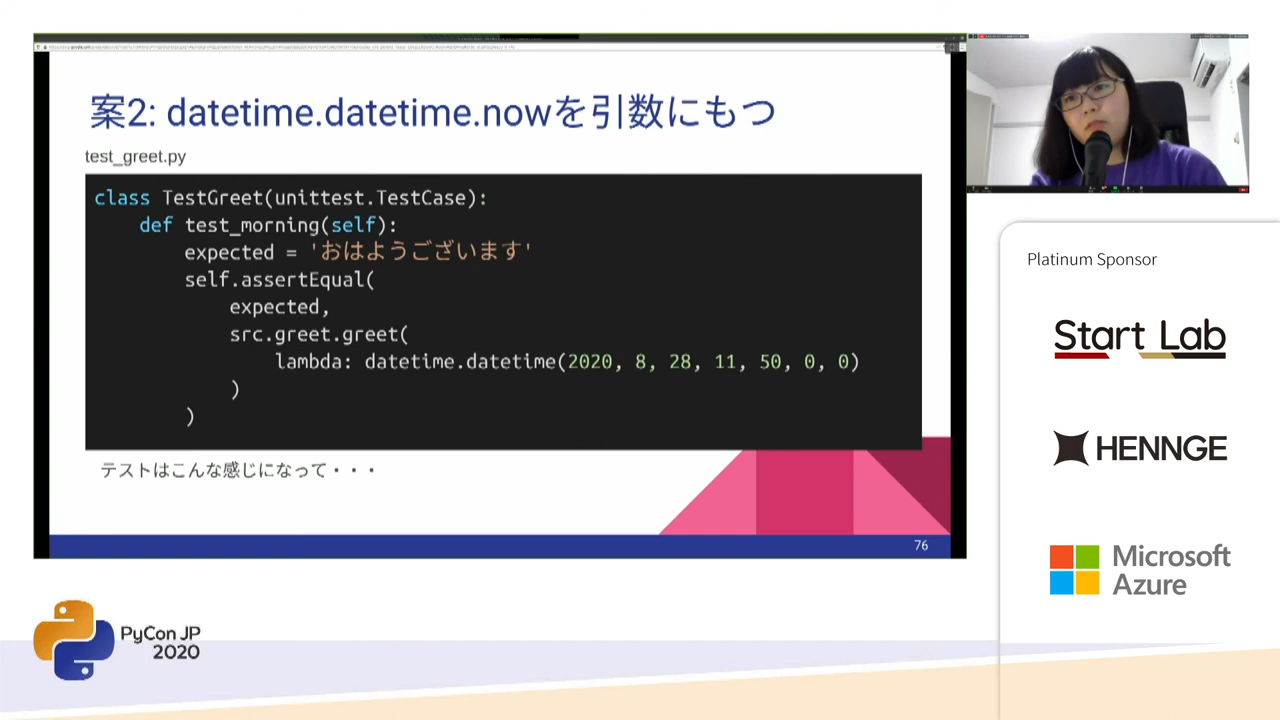 案2: datetime.datetime.nowを引数にもつ
test_greet.py
class TestGreet(unittest.TestCase):
    def test_morning(self):
        expected = 'おはようございます'
        self.assertEqual(
            expected,
            src.greet.greet(
                lambda: datetime.datetime(2020, 8, 28, 11, 50, 0, 0)
            )
        )
テストはこんな感じになって・・・
76
Platinum Sponsor
Start Lab
HENNGE
Microsoft
Azure
PyCon JP
2020